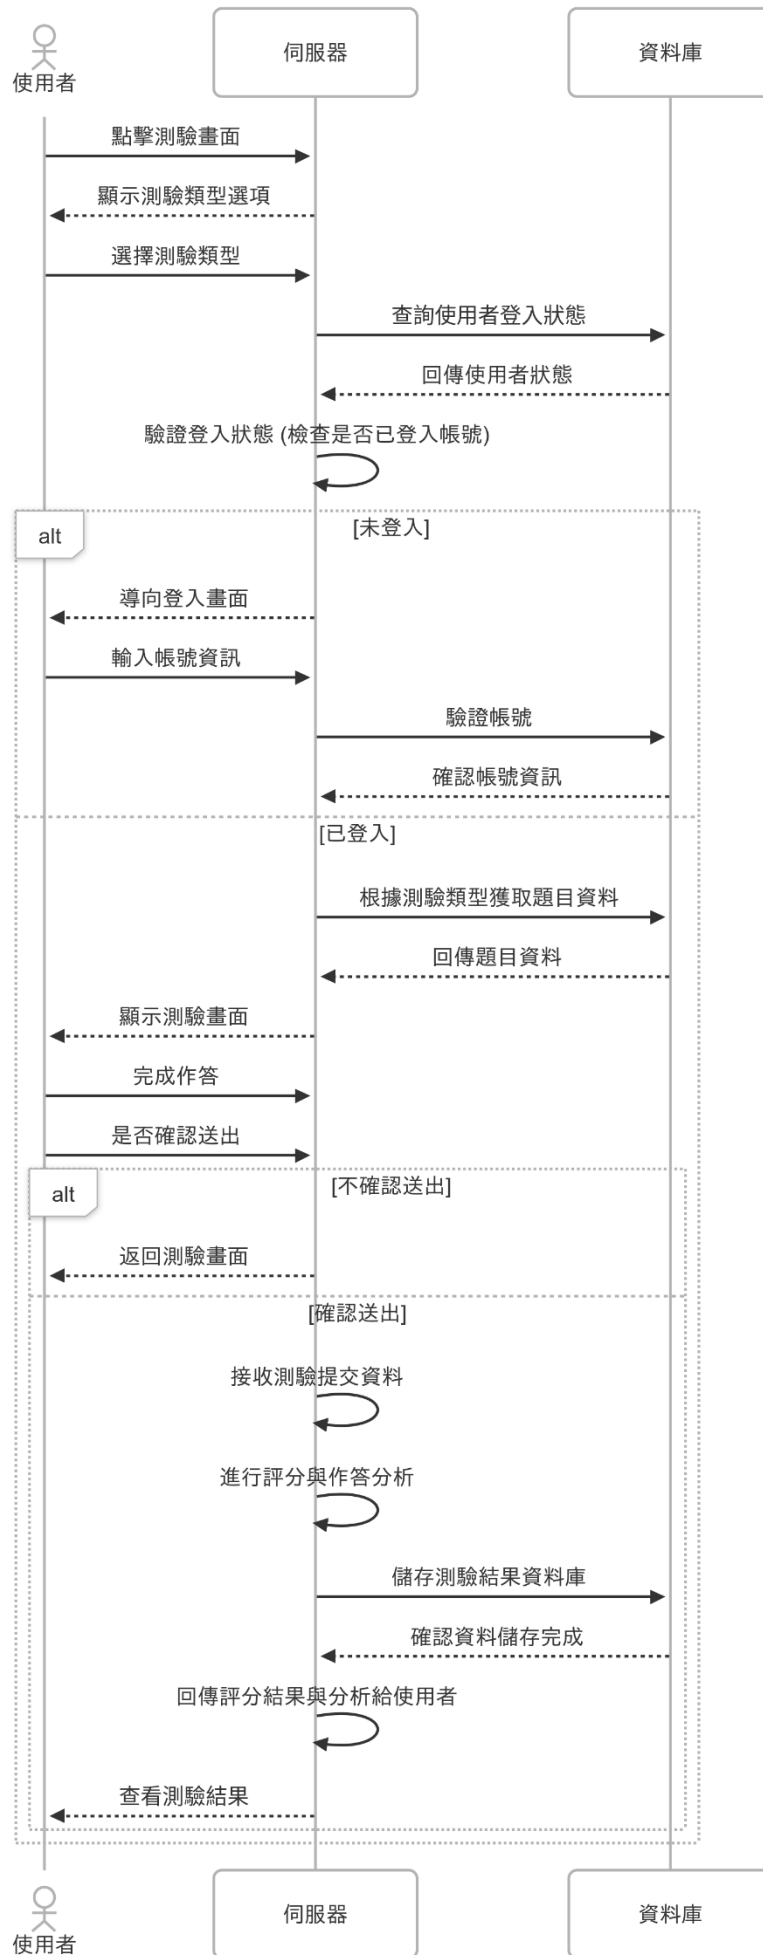 使用者
伺服器
資料庫
點擊測驗畫面
顯示測驗類型選項
選擇測驗類型
查詢使用者登入狀態
回傳使用者狀態
驗證登入狀態 (檢查是否已登入帳號)
alt
[未登入]
導向登入畫面
輸入帳號資訊
驗證帳號
確認帳號資訊
[已登入]
根據測驗類型獲取題目資料
回傳題目資料
顯示測驗畫面
完成作答
是否確認送出
alt
[不確認送出]
返回測驗畫面
[確認送出]
接收測驗提交資料
進行評分與作答分析
儲存測驗結果資料庫
確認資料儲存完成
回傳評分結果與分析給使用者
查看測驗結果
使用者
伺服器
資料庫